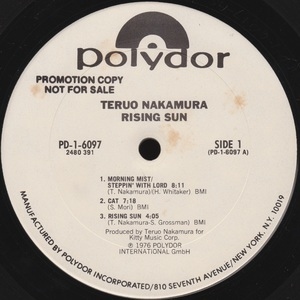 polydor
PROMOTION COPY
NOT FOR SALE
TERUO NAKAMURA
RISING SUN
PD-1-6097
2480 391
SIDE 1
(PD-1-6097 A)
1. MORNING MIST/
STEPPIN' WITH LORD 8:11
(T. Nakamura)/(H. Whitaker) BMI
2. CAT 7:18
(S. Mori) BMI
3. RISING SUN 4:05
(T. Nakamura-S. Grossman) BMI
Produced by Teruo Nakamura for
Kitty Music Corp.
℗ 1976 POLYDOR
INTERNATIONAL GmbH
MANUFACTURED BY POLYDOR INCORPORATED/810 SEVENTH AVENUE/NEW YORK, N.Y. 10019